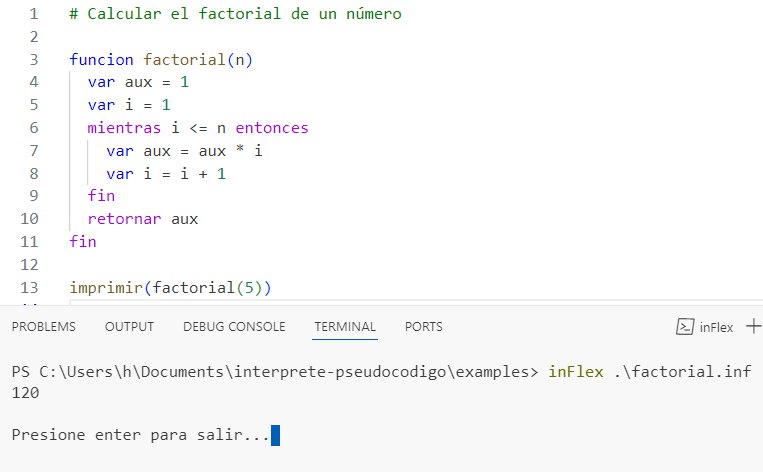 1 # Calcular el factorial de un número
2
3 funcion factorial(n)
4 var aux = 1
5 var i = 1
6 mientras i <= n entonces
7 var aux = aux * i
8 var i = i + 1
9 fin
10 retornar aux
11 fin
12
13 imprimir(factorial(5))
PROBLEMS OUTPUT DEBUG CONSOLE TERMINAL PORTS inFlex
PS C:\Users\h\Documents\interprete-pseudocodigo\examples> inFlex .\factorial.inf
120
Presione enter para salir...